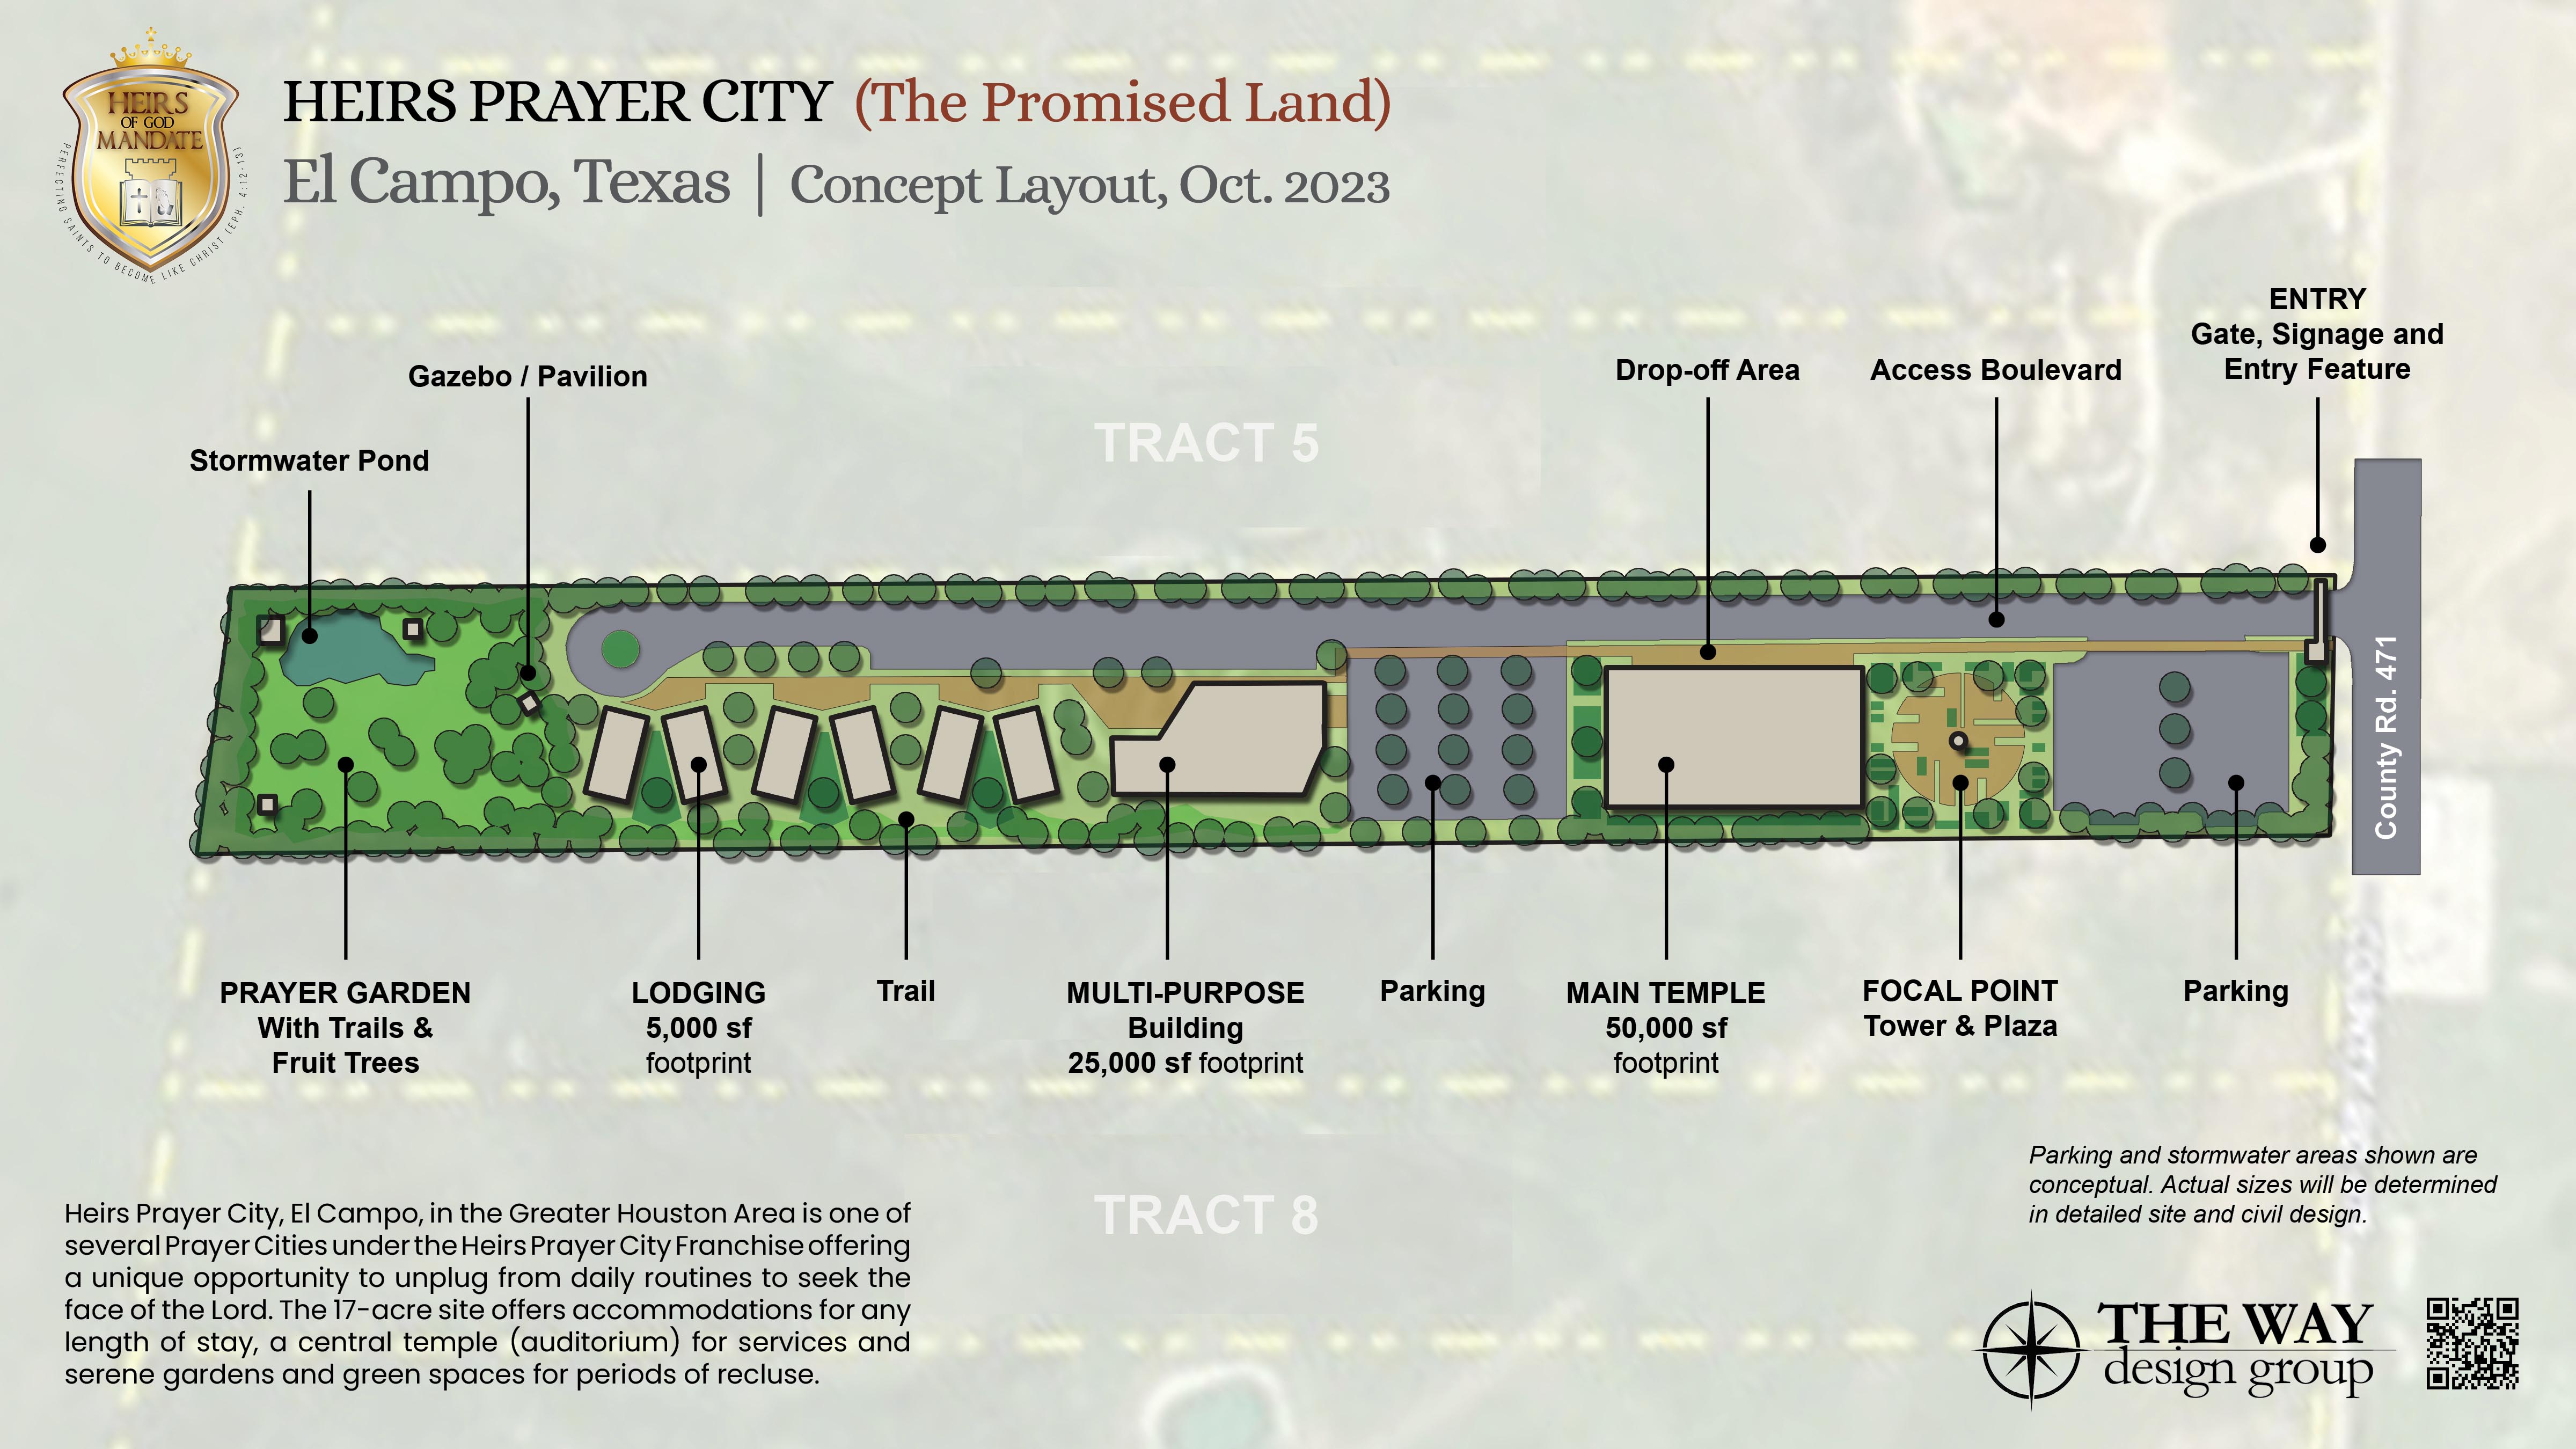 HEIRS
OF GOD
MANDATE
PERFECTING SAINTS TO BECOME LIKE CHRIST (EPH. 4:12-13)
HEIRS PRAYER CITY (The Promised Land)
El Campo, Texas | Concept Layout, Oct. 2023
ENTRY
Gate, Signage and
Entry Feature
Gazebo / Pavilion
Drop-off Area
Access Boulevard
Stormwater Pond
TRACT 5
County Rd. 471
PRAYER GARDEN
With Trails &
Fruit Trees
LODGING
5,000 sf
footprint
Trail
MULTI-PURPOSE
Building
25,000 sf footprint
Parking
MAIN TEMPLE
50,000 sf
footprint
FOCAL POINT
Tower & Plaza
Parking
TRACT 8
Parking and stormwater areas shown are
conceptual. Actual sizes will be determined
in detailed site and civil design.
Heirs Prayer City, El Campo, in the Greater Houston Area is one of
several Prayer Cities under the Heirs Prayer City Franchise offering
a unique opportunity to unplug from daily routines to seek the
face of the Lord. The 17-acre site offers accommodations for any
length of stay, a central temple (auditorium) for services and
serene gardens and green spaces for periods of recluse.
THE WAY
design group